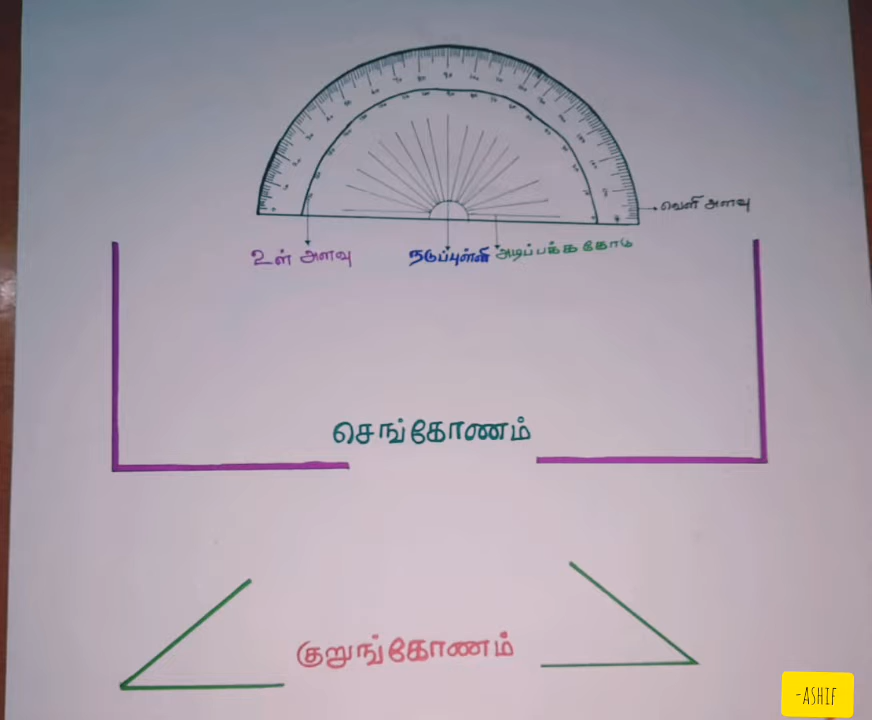 வெளி அளவு
உள் அளவு
நடுப்புள்ளி
அடிப்பக்க கோடு
செங்கோணம்
குறுங்கோணம்
-ASHIF